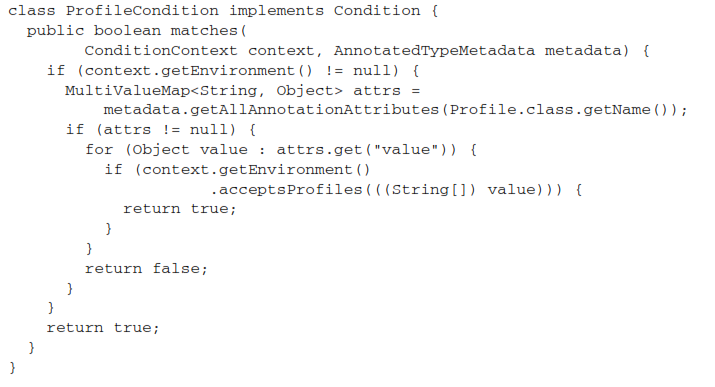 class ProfileCondition implements Condition {
  public boolean matches(
        ConditionContext context, AnnotatedTypeMetadata metadata) {
    if (context.getEnvironment() != null) {
      MultiValueMap<String, Object> attrs =
          metadata.getAllAnnotationAttributes(Profile.class.getName());
      if (attrs != null) {
        for (Object value : attrs.get("value")) {
          if (context.getEnvironment()
                     .acceptsProfiles(((String[]) value))) {
            return true;
          }
        }
        return false;
      }
    }
    return true;
  }
}